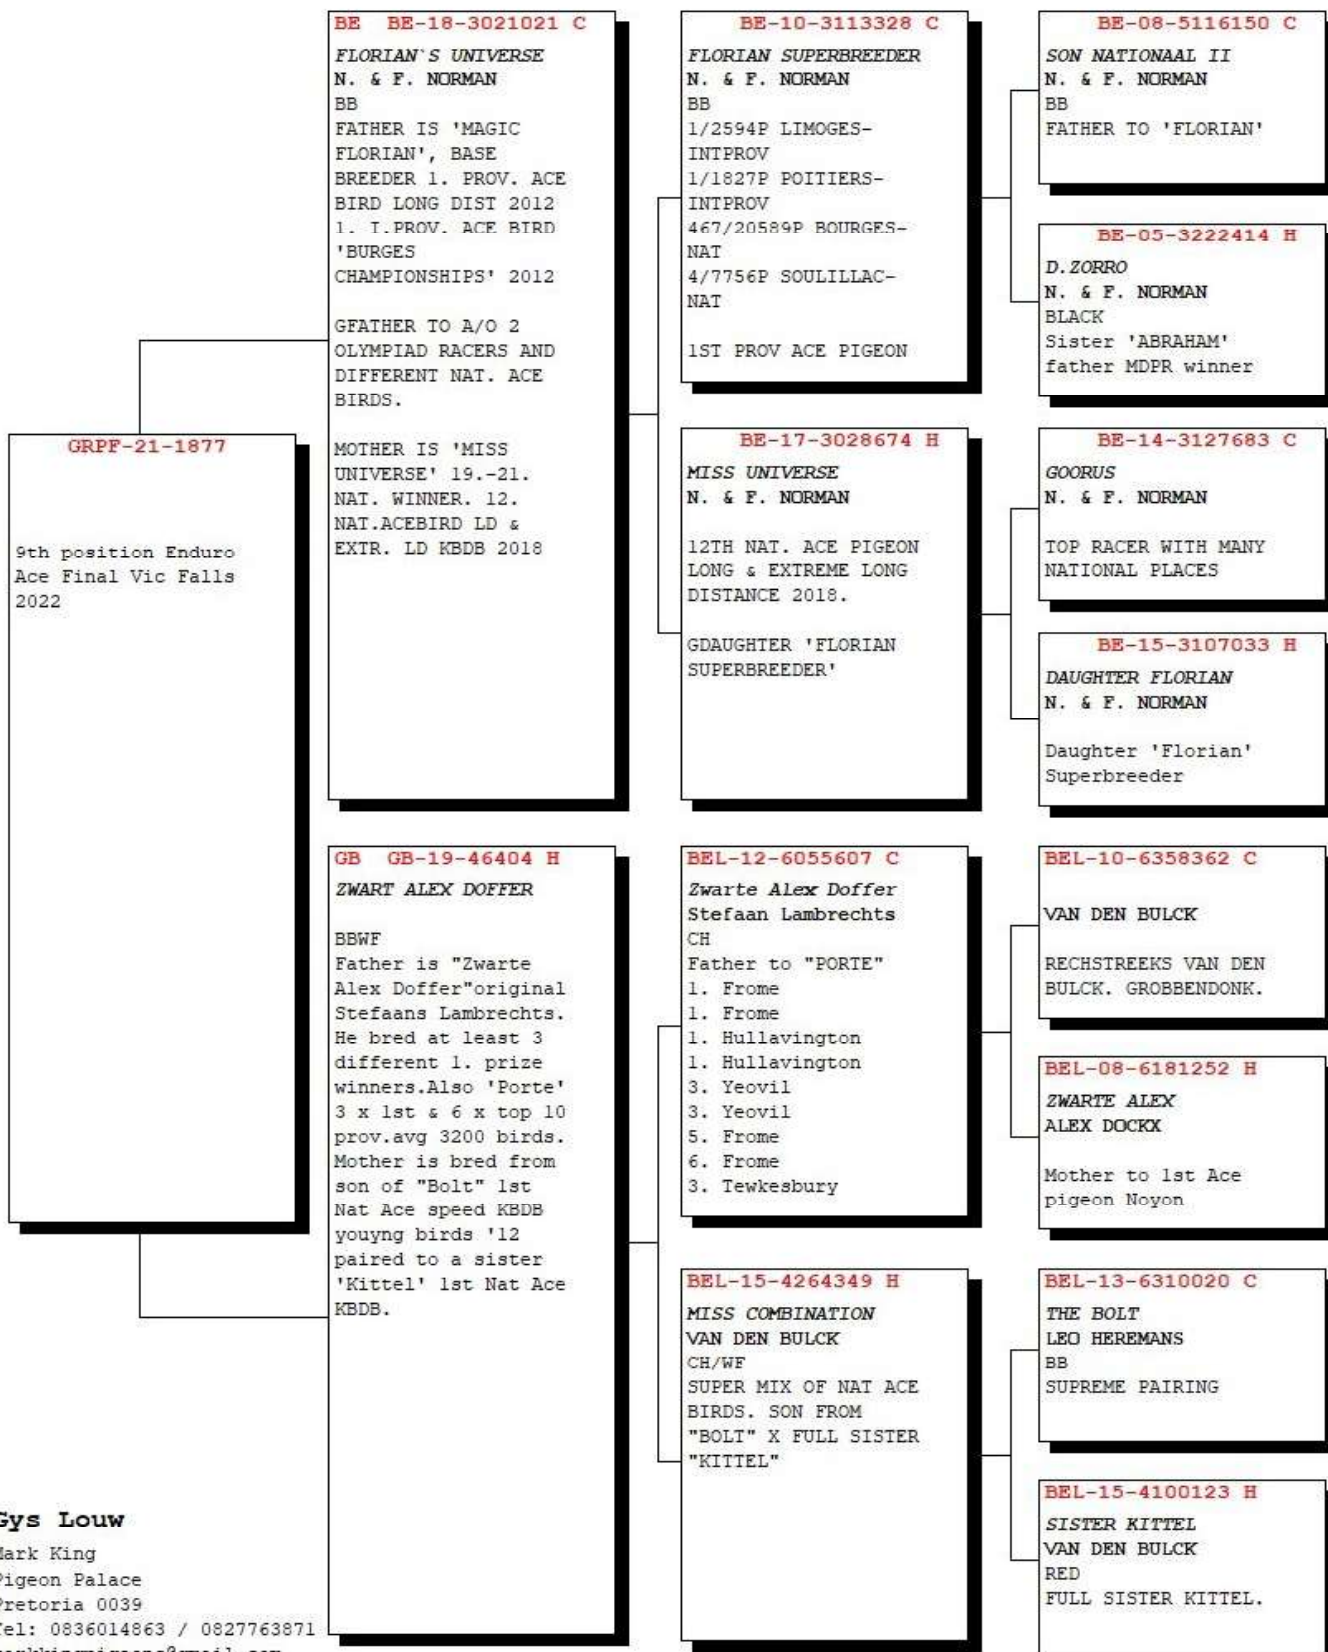 GRPF-21-1877
9th position Enduro
Ace Final Vic Falls
2022
BE BE-18-3021021 C
FLORIAN`S UNIVERSE
N. & F. NORMAN
BB
FATHER IS 'MAGIC
FLORIAN', BASE
BREEDER 1. PROV. ACE
BIRD LONG DIST 2012
1. I.PROV. ACE BIRD
'BURGES
CHAMPIONSHIPS' 2012
GFATHER TO A/O 2
OLYMPIAD RACERS AND
DIFFERENT NAT. ACE
BIRDS.
MOTHER IS 'MISS
UNIVERSE' 19.-21.
NAT. WINNER. 12.
NAT.ACEBIRD LD &
EXTR. LD KBDB 2018
GB GB-19-46404 H
ZWART ALEX DOFFER
BBWF
Father is "Zwarte
Alex Doffer"original
Stefaans Lambrechts.
He bred at least 3
different 1. prize
winners.Also 'Porte'
3 x 1st & 6 x top 10
prov.avg 3200 birds.
Mother is bred from
son of "Bolt" 1st
Nat Ace speed KBDB
youyng birds '12
paired to a sister
'Kittel' 1st Nat Ace
KBDB.
BE-10-3113328 C
FLORIAN SUPERBREEDER
N. & F. NORMAN
BB
1/2594P LIMOGES-
INTPROV
1/1827P POITIERS-
INTPROV
467/20589P BOURGES-
NAT
4/7756P SOULILLAC-
NAT
1ST PROV ACE PIGEON
BE-17-3028674 H
MISS UNIVERSE
N. & F. NORMAN
12TH NAT. ACE PIGEON
LONG & EXTREME LONG
DISTANCE 2018.
GDAUGHTER 'FLORIAN
SUPERBREEDER'
BEL-12-6055607 C
Zwarte Alex Doffer
Stefaan Lambrechts
CH
Father to "PORTE"
1. Frome
1. Frome
1. Hullavington
1. Hullavington
3. Yeovil
3. Yeovil
5. Frome
6. Frome
3. Tewkesbury
BEL-15-4264349 H
MISS COMBINATION
VAN DEN BULCK
CH/WF
SUPER MIX OF NAT ACE
BIRDS. SON FROM
"BOLT" X FULL SISTER
"KITTEL"
BE-08-5116150 C
SON NATIONAAL II
N. & F. NORMAN
BB
FATHER TO 'FLORIAN'
BE-05-3222414 H
D.ZORRO
N. & F. NORMAN
BLACK
Sister 'ABRAHAM'
father MDPR winner
BE-14-3127683 C
GOORUS
N. & F. NORMAN
TOP RACER WITH MANY
NATIONAL PLACES
BE-15-3107033 H
DAUGHTER FLORIAN
N. & F. NORMAN
Daughter 'Florian'
Superbreeder
BEL-10-6358362 C
VAN DEN BULCK
RECHSTREEKS VAN DEN
BULCK. GROBBENDONK.
BEL-08-6181252 H
ZWARTE ALEX
ALEX DOCKX
Mother to 1st Ace
pigeon Noyon
BEL-13-6310020 C
THE BOLT
LEO HEREMANS
BB
SUPREME PAIRING
BEL-15-4100123 H
SISTER KITTEL
VAN DEN BULCK
RED
FULL SISTER KITTEL.
Gys Louw
Mark King
Pigeon Palace
Pretoria 0039
Tel: 0836014863 / 0827763871